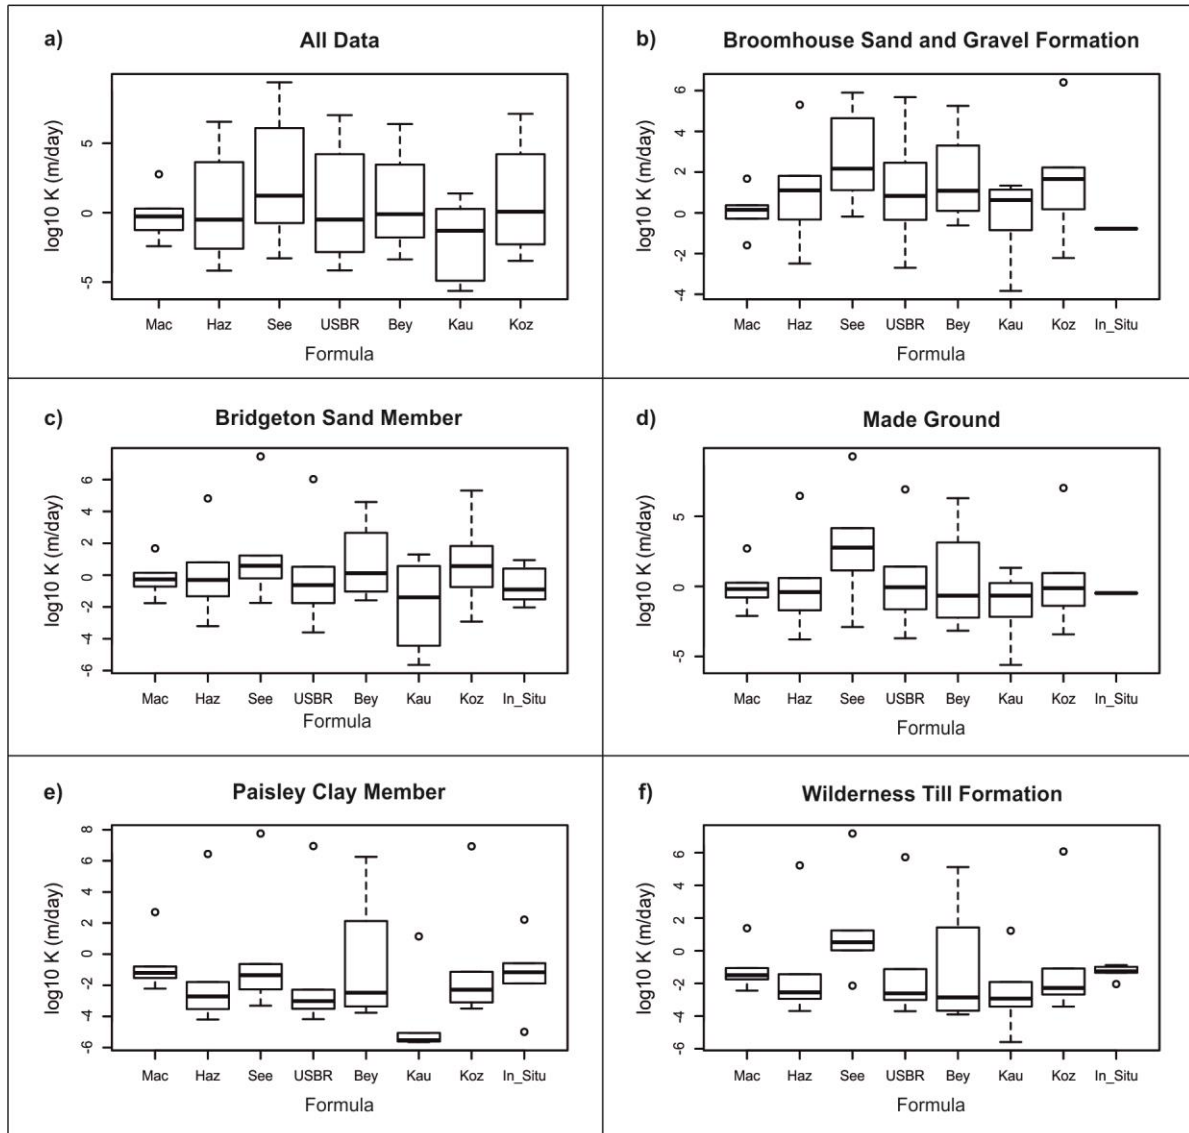 a) All Data
log10 K (m/day)
5
0
-5
Mac Haz See USBR Bey Kau Koz
Formula
b) Broomhouse Sand and Gravel Formation
log10 K (m/day)
6
4
2
0
-2
-4
Mac Haz See USBR Bey Kau Koz In_Situ
Formula
c) Bridgeton Sand Member
log10 K (m/day)
6
4
2
0
-2
-4
-6
Mac Haz See USBR Bey Kau Koz In_Situ
Formula
d) Made Ground
log10 K (m/day)
5
0
-5
Mac Haz See USBR Bey Kau Koz In_Situ
Formula
e) Paisley Clay Member
log10 K (m/day)
8
6
4
2
0
-2
-4
-6
Mac Haz See USBR Bey Kau Koz In_Situ
Formula
f) Wilderness Till Formation
log10 K (m/day)
6
4
2
0
-2
-4
-6
Mac Haz See USBR Bey Kau Koz In_Situ
Formula